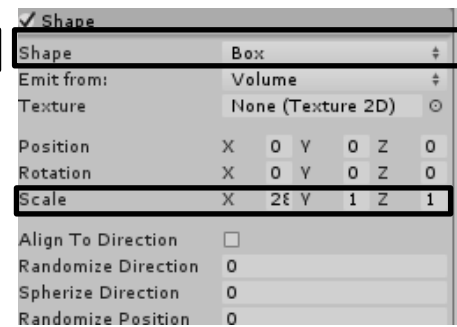 Shape
Shape Box
Emit from: Volume
Texture None (Texture 2D)
Position X 0 Y 0 Z 0
Rotation X 0 Y 0 Z 0
Scale X Y 1 Z 1
Align To Direction
Randomize Direction 0
Spherize Direction 0
Randomize Position 0